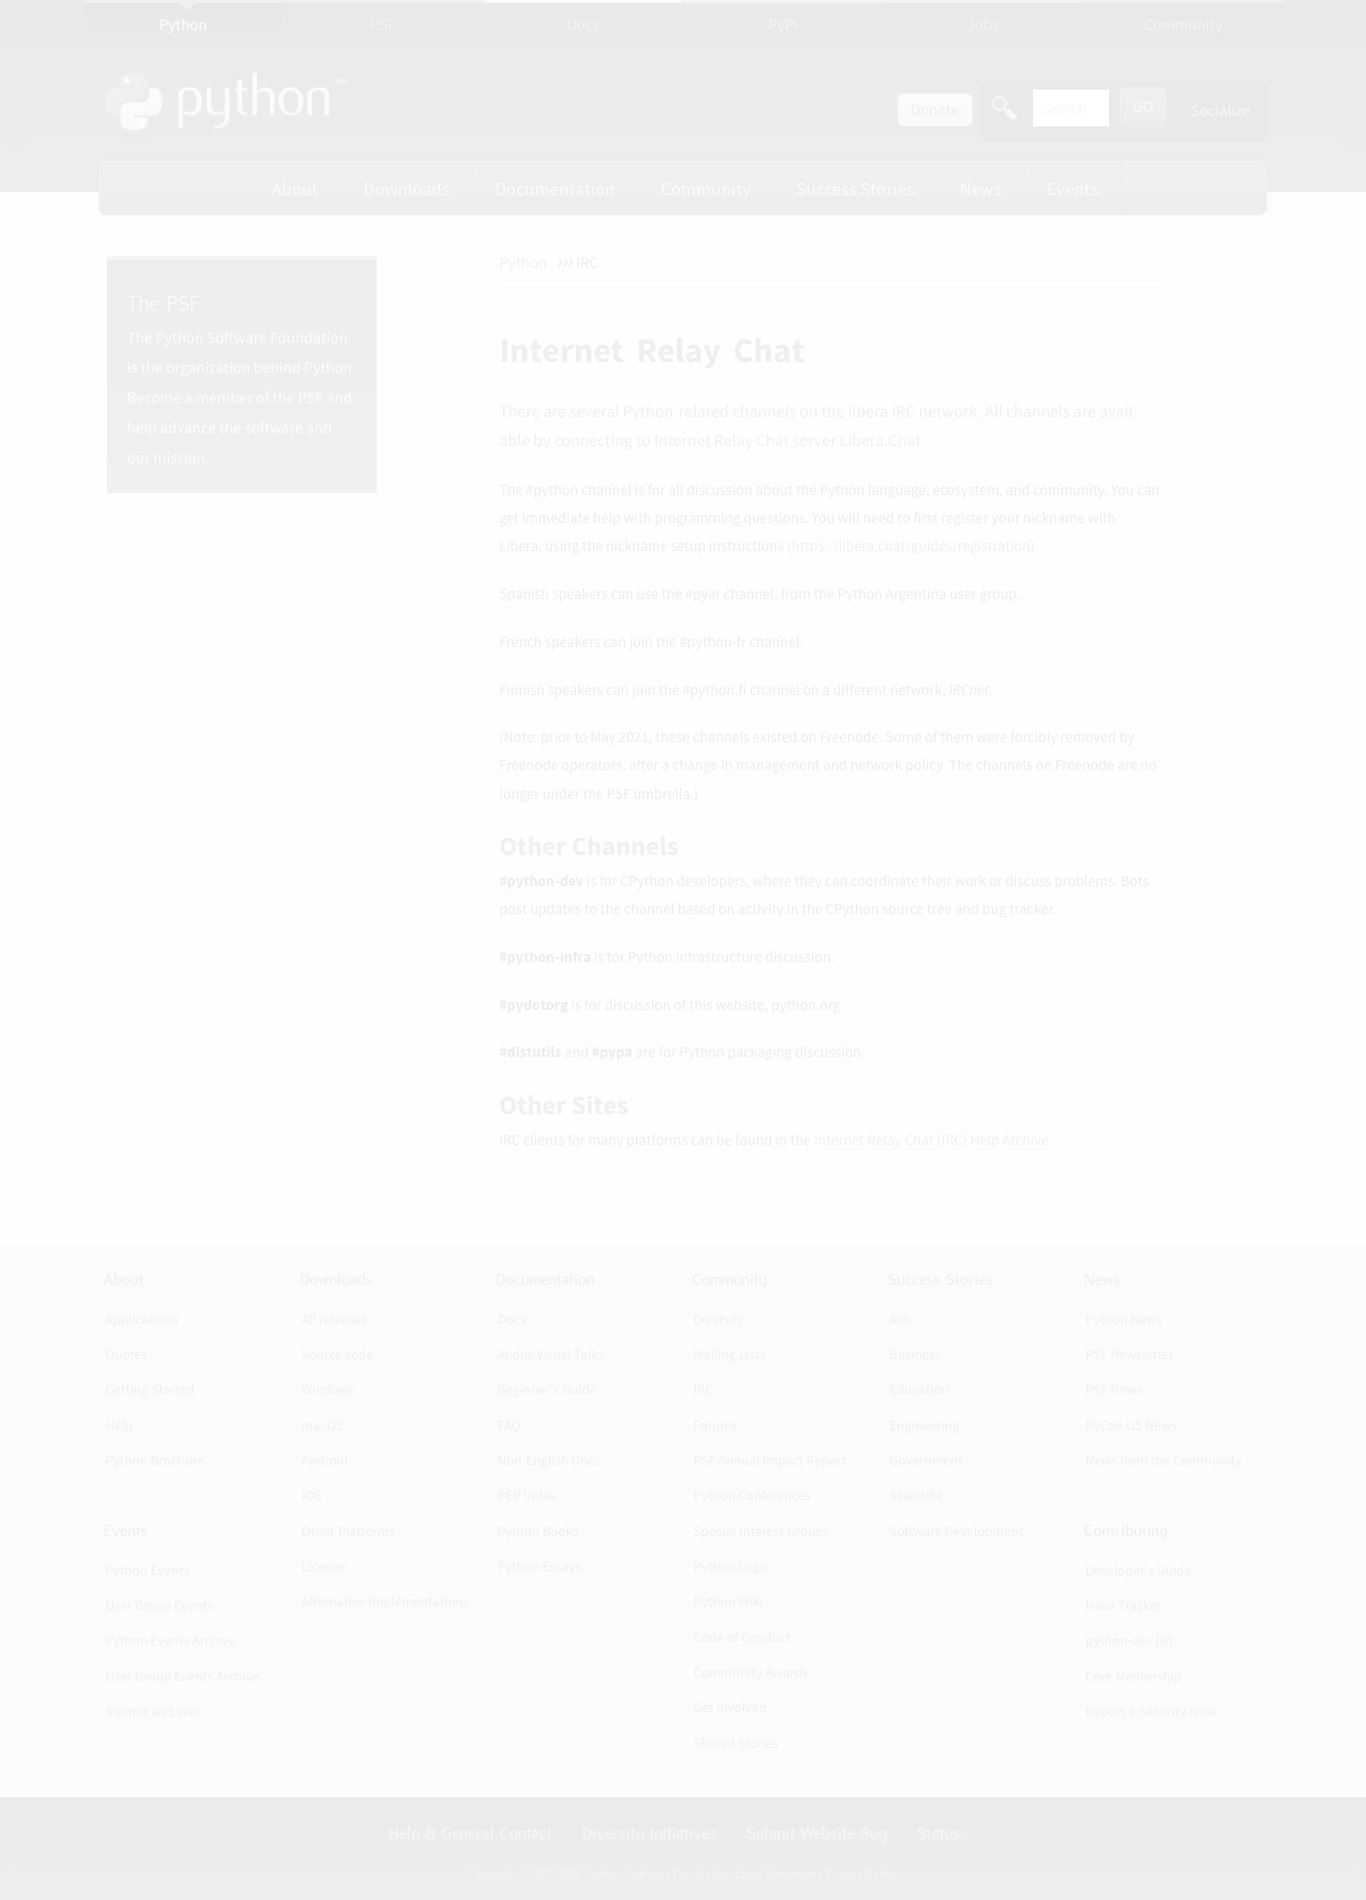 Python
PSF
Docs
PyPI
Jobs
Community
python™
Donate
Search
GO
Socialize
About
Downloads
Documentation
Community
Success Stories
News
Events
Python
IRC
The PSF
The Python Software Foundation
is the organization behind Python.
Become a member of the PSF and
help advance the software and
our mission.
Internet Relay Chat
There are several Python-related channels on the libera IRC network. All channels are avail-
able by connecting to Internet Relay Chat server Libera.Chat.
The #python channel is for all discussion about the Python language, ecosystem, and community. You can
get immediate help with programming questions. You will need to first register your nickname with
Libera, using the nickname setup instructions (https://libera.chat/guides/registration).
Spanish speakers can use the #pyar channel, from the Python Argentina user group.
French speakers can join the #python-fr channel.
Finnish speakers can join the #python.fi channel on a different network, IRCnet.
(Note: prior to May 2021, these channels existed on Freenode. Some of them were forcibly removed by
Freenode operators, after a change in management and network policy. The channels on Freenode are no
longer under the PSF umbrella.)
Other Channels
#python-dev is for CPython developers, where they can coordinate their work or discuss problems. Bots
post updates to the channel based on activity in the CPython source tree and bug tracker.
#python-infra is for Python Infrastructure discussion.
#pydotorg is for discussion of this website, python.org.
#distutils and #pypa are for Python packaging discussion.
Other Sites
IRC clients for many platforms can be found in the Internet Relay Chat (IRC) Help Archive.
About
Applications
Quotes
Getting Started
Help
Python Brochure
Downloads
All releases
Source code
Windows
macOS
Android
iOS
Other Platforms
License
Alternative Implementations
Documentation
Docs
Audio/Visual Talks
Beginner's Guide
FAQ
Non-English Docs
PEP Index
Python Books
Python Essays
Community
Diversity
Mailing Lists
IRC
Forums
PSF Annual Impact Report
Python Conferences
Special Interest Groups
Python Logo
Python Wiki
Code of Conduct
Community Awards
Get Involved
Shared Stories
Success Stories
Arts
Business
Education
Engineering
Government
Scientific
Software Development
News
Python News
PSF Newsletter
PSF News
PyCon US News
News from the Community
Events
Python Events
User Group Events
Python Events Archive
User Group Events Archive
Submit an Event
Contributing
Developer's Guide
Issue Tracker
python-dev list
Core Mentorship
Report a Security Issue
Help & General Contact
Diversity Initiatives
Submit Website Bug
Status
Python Software Foundation
Legal Statements
Privacy Notice